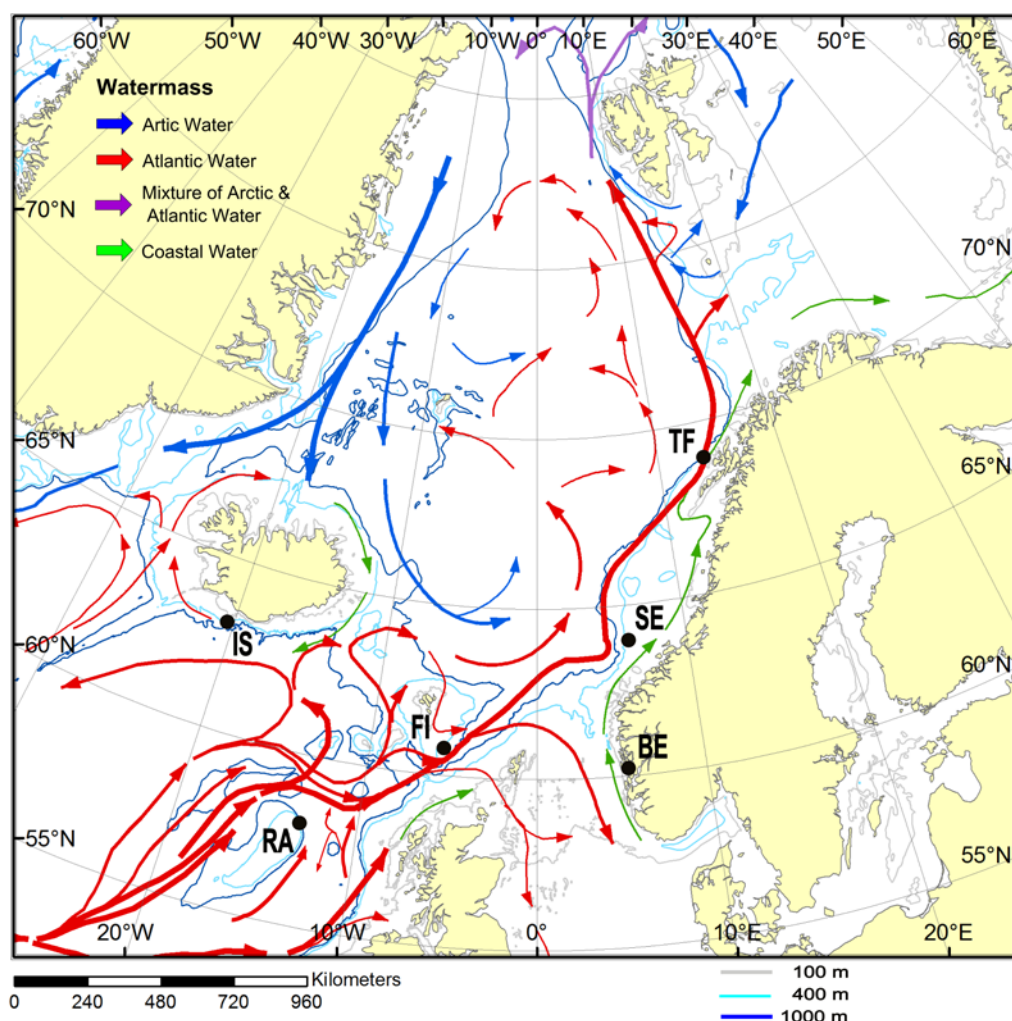 60°W 50°W 40°W 30°W 10°W 0°E 10°E 30°E 40°E 50°E 60°E
Watermass
Artic Water
Atlantic Water
Mixture of Arctic &
Atlantic Water
Coastal Water
70°N
70°N
65°N
TF
65°N
IS
SE
60°N
60°N
FI
BE
RA
55°N
55°N
20°W 10°W 0° 10°E 20°E
Kilometers
0 240 480 720 960
100 m
400 m
1000 m